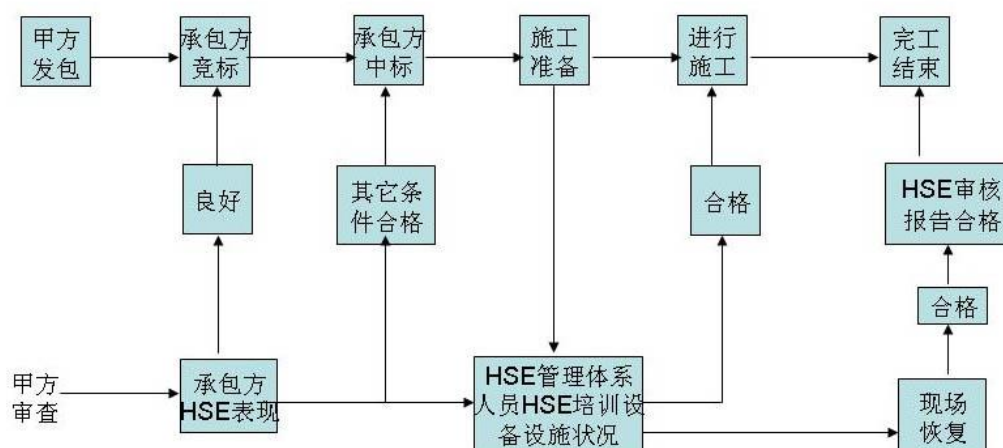 甲方
发包
承包方
竞标
承包方
中标
施工
准备
进行
施工
完工
结束
良好
其它条
件合格
合格
HSE审核
报告合格
合格
甲方
审查
承包方
HSE表现
HSE管理体系
人员HSE培训设
备设施状况
现场
恢复